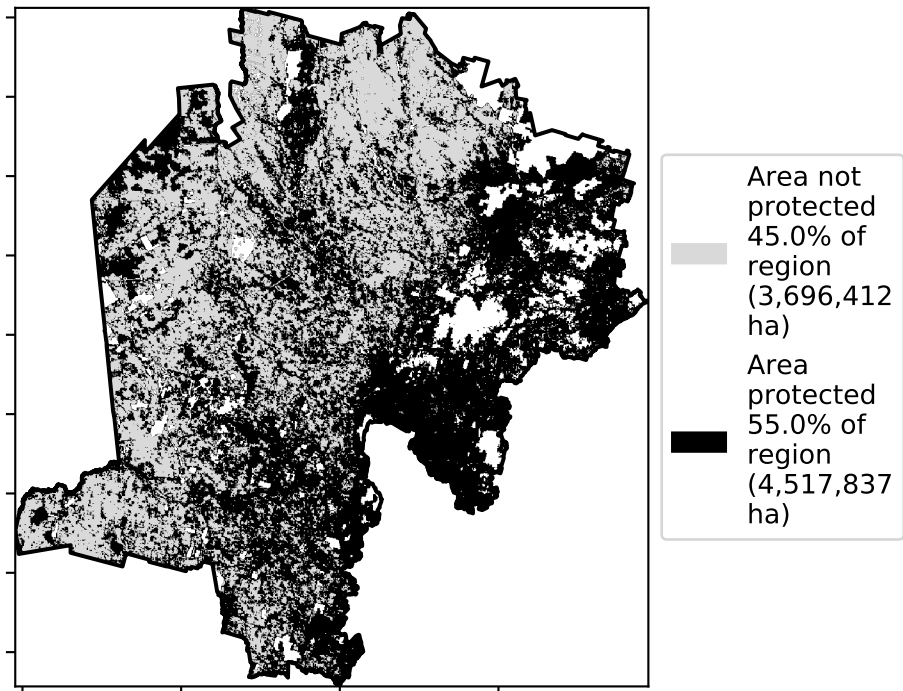 Area not
protected
45.0% of
region
(3,696,412
ha)
Area
protected
55.0% of
region
(4,517,837
ha)